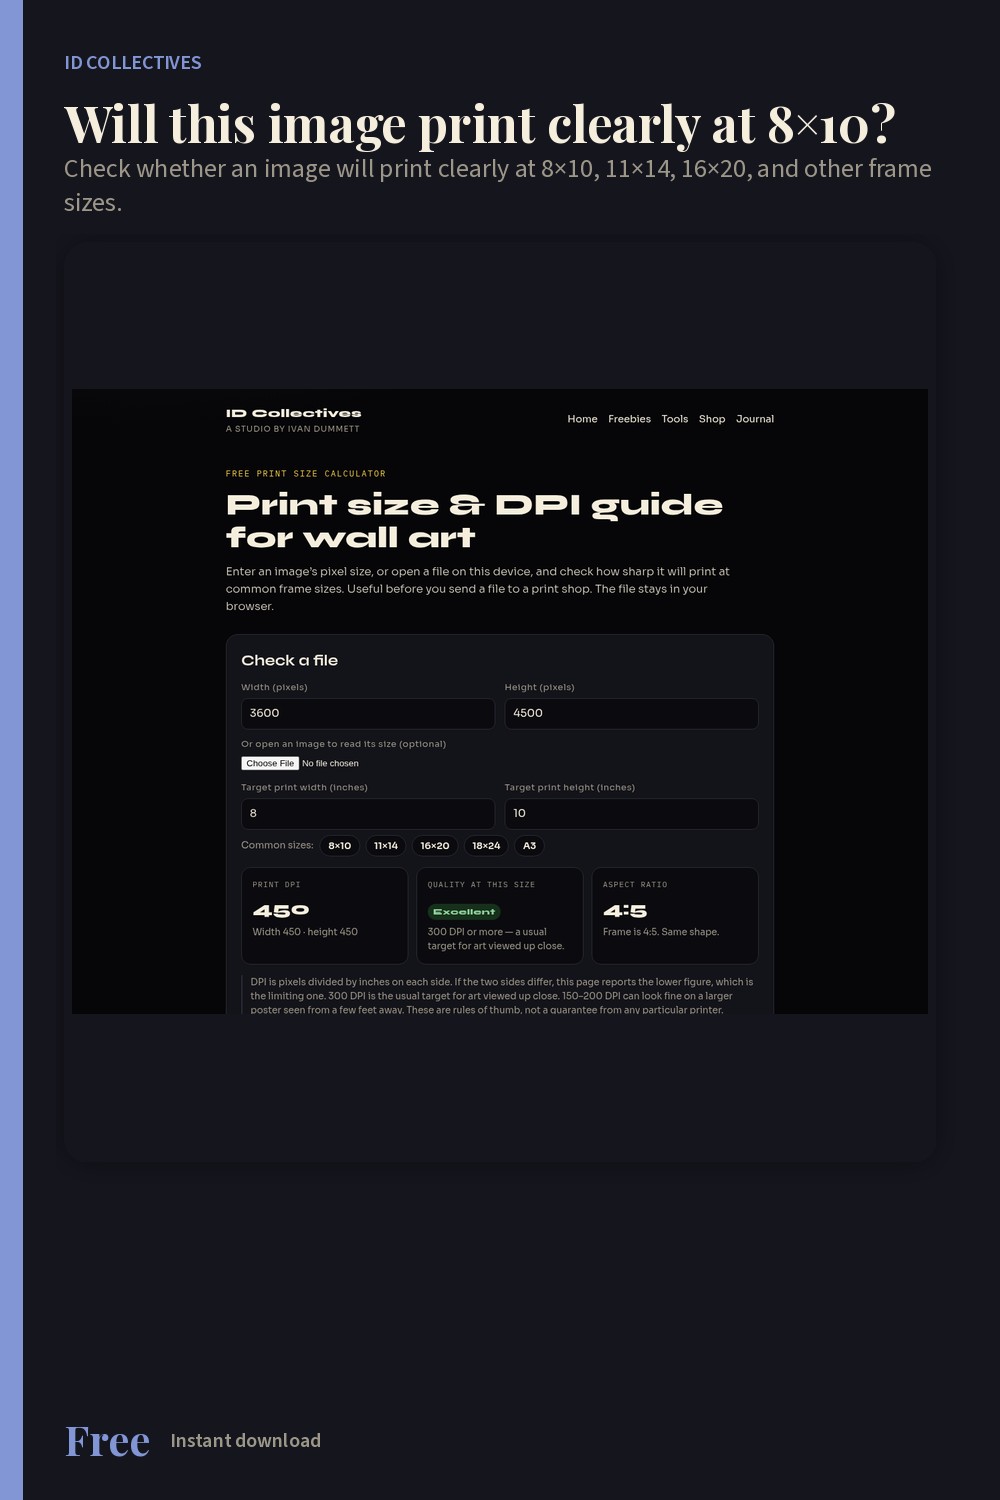 ID COLLECTIVES
Will this image print clearly at 8×10?
Check whether an image will print clearly at 8×10, 11×14, 16×20, and other frame
sizes.
ID Collectives
A STUDIO BY IVAN DUMMETT
Home Freebies Tools Shop Journal
FREE PRINT SIZE CALCULATOR
Print size & DPI guide
for wall art
Enter an image’s pixel size, or open a file on this device, and check how sharp it will print at
common frame sizes. Useful before you send a file to a print shop. The file stays in your
browser.
Check a file
Width (pixels) Height (pixels)
3600 4500
Or open an image to read its size (optional)
Choose File No file chosen
Target print width (inches) Target print height (inches)
8 10
Common sizes: 8×10 11×14 16×20 18×24 A3
PRINT DPI
450
Width 450 · height 450
QUALITY AT THIS SIZE
Excellent
300 DPI or more — a usual
target for art viewed up close.
ASPECT RATIO
4:5
Frame is 4:5. Same shape.
DPI is pixels divided by inches on each side. If the two sides differ, this page reports the lower figure, which is
the limiting one. 300 DPI is the usual target for art viewed up close. 150–200 DPI can look fine on a larger
poster seen from a few feet away. These are rules of thumb, not a guarantee from any particular printer.
Free Instant download